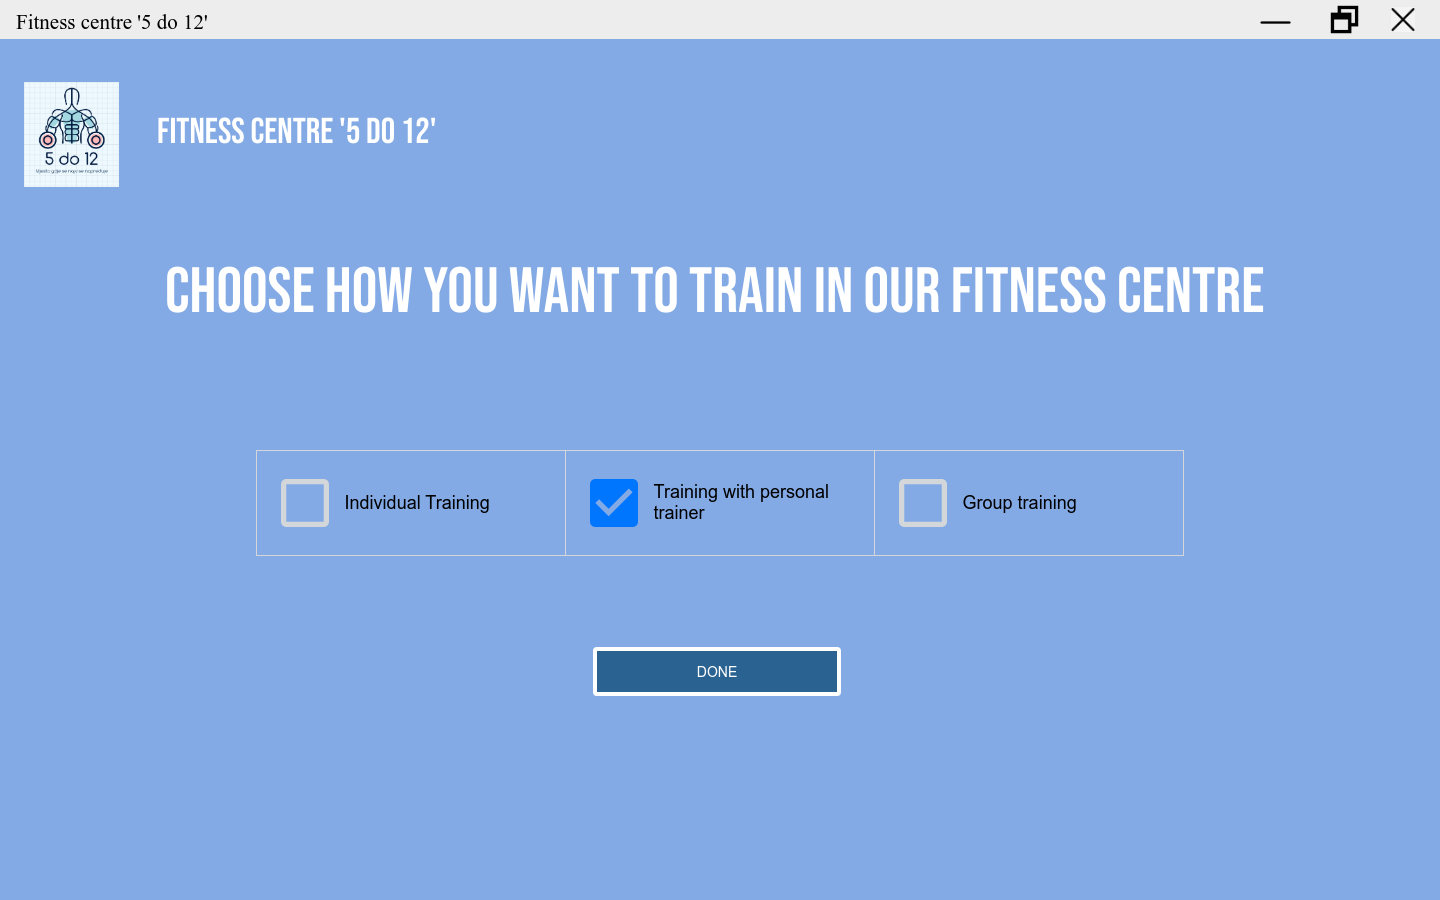 Fitness centre '5 do 12'
5 do 12
FITNESS CENTRE '5 DO 12'
CHOOSE HOW YOU WANT TO TRAIN IN OUR FITNESS CENTRE
Individual Training
Training with personal
trainer
Group training
DONE